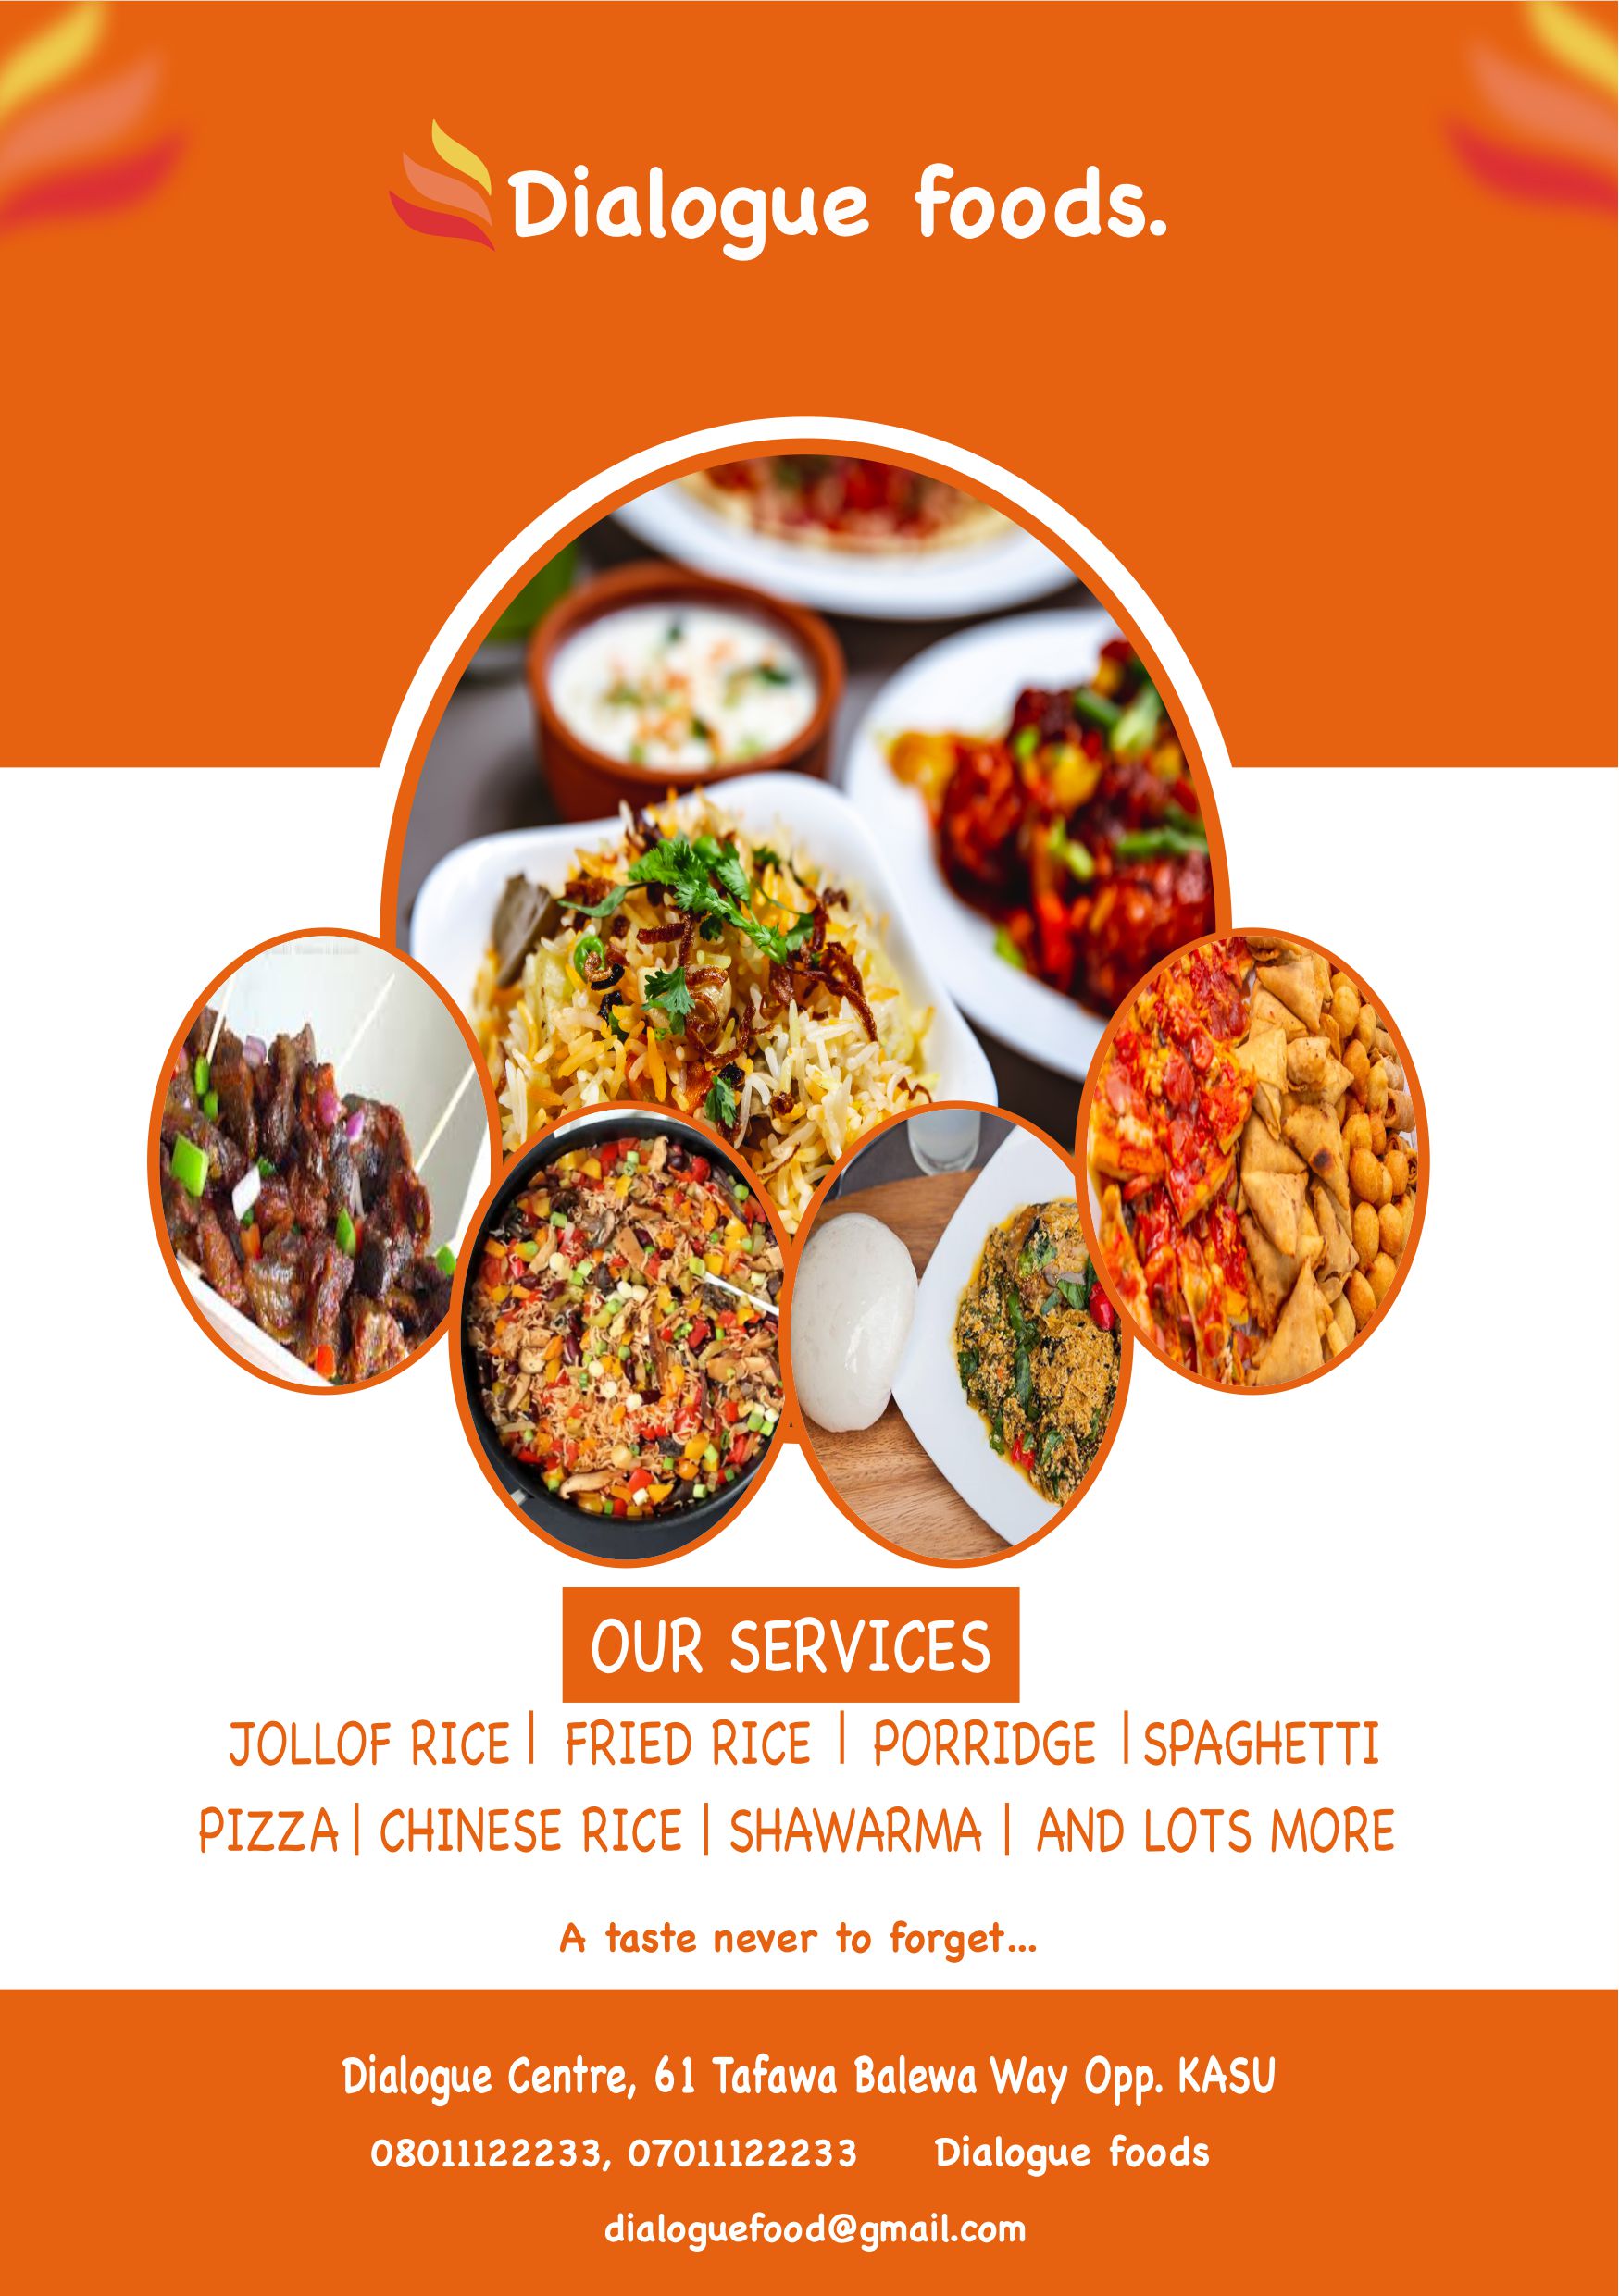 Dialogue foods.
OUR SERVICES
JOLLOF RICE | FRIED RICE | PORRIDGE | SPAGHETTI
PIZZA | CHINESE RICE | SHAWARMA | AND LOTS MORE
A taste never to forget...
Dialogue Centre, 61 Tafawa Balewa Way Opp. KASU
08011122233, 07011122233 Dialogue foods
dialoguefood@gmail.com